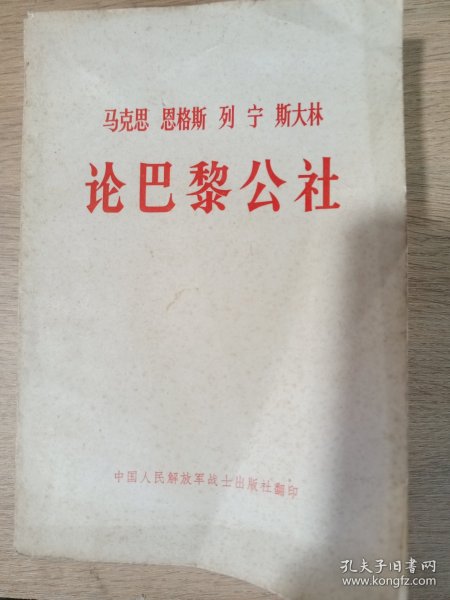 马克思 恩格斯 列宁 斯大林
论巴黎公社
中国人民解放军战士出版社翻印
孔夫子旧书网
www.kongfz.com